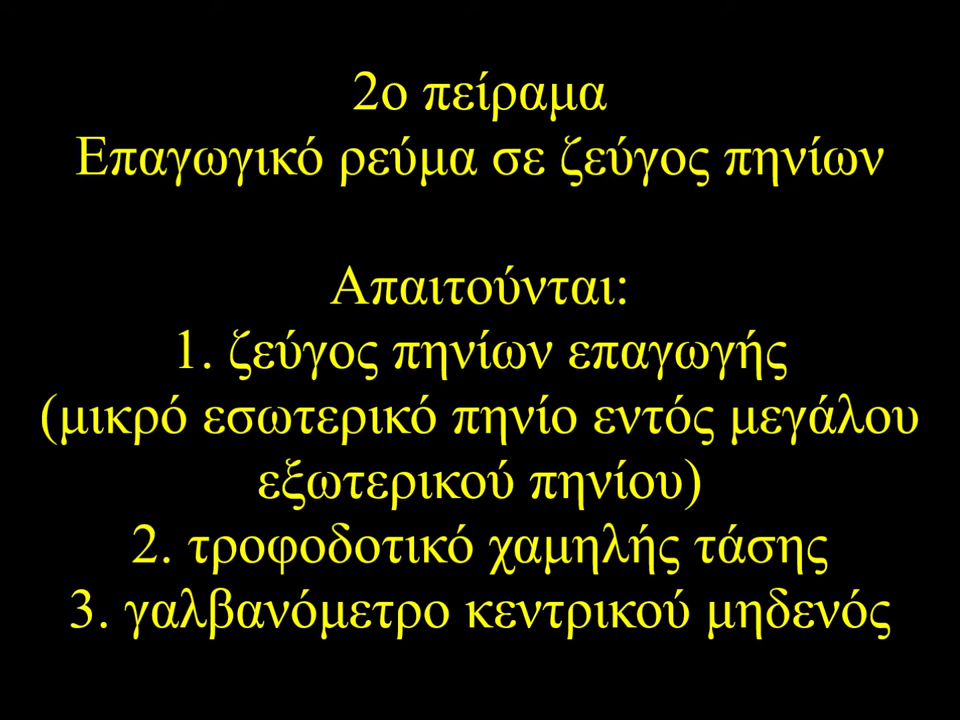 2ο πείραμα
Επαγωγικό ρεύμα σε ζεύγος πηνίων
Απαιτούνται:
1. ζεύγος πηνίων επαγωγής
(μικρό εσωτερικό πηνίο εντός μεγάλου
εξωτερικού πηνίου)
2. τροφοδοτικό χαμηλής τάσης
3. γαλβανόμετρο κεντρικού μηδενός